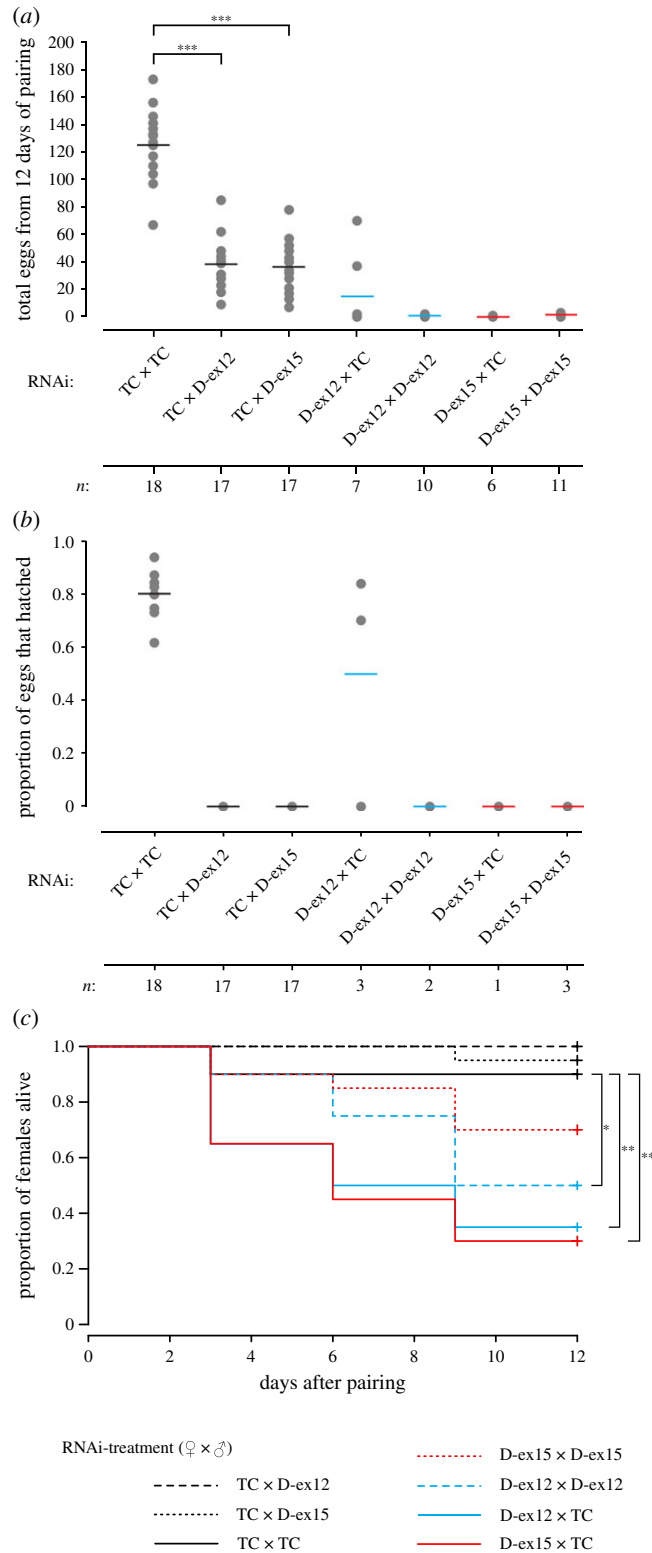 (a)
*** 
***
200
180
160
140
120
100
80
60
40
20
0
total eggs from 12 days of pairing
RNAi:
TC × TC
TC × D-ex12
TC × D-ex15
D-ex12 × TC
D-ex12 × D-ex12
D-ex15 × TC
D-ex15 × D-ex15
n: 18 17 17 7 10 6 11
(b)
1.0
0.8
0.6
0.4
0.2
0
proportion of eggs that hatched
RNAi:
TC × TC
TC × D-ex12
TC × D-ex15
D-ex12 × TC
D-ex12 × D-ex12
D-ex15 × TC
D-ex15 × D-ex15
n: 18 17 17 3 2 1 3
(c)
1.0
0.8
0.6
0.4
0.2
0
proportion of females alive
*
**
**
0 2 4 6 8 10 12
days after pairing
RNAi-treatment (♀ × ♂)
TC × D-ex12
TC × D-ex15
TC × TC
D-ex15 × D-ex15
D-ex12 × D-ex12
D-ex12 × TC
D-ex15 × TC